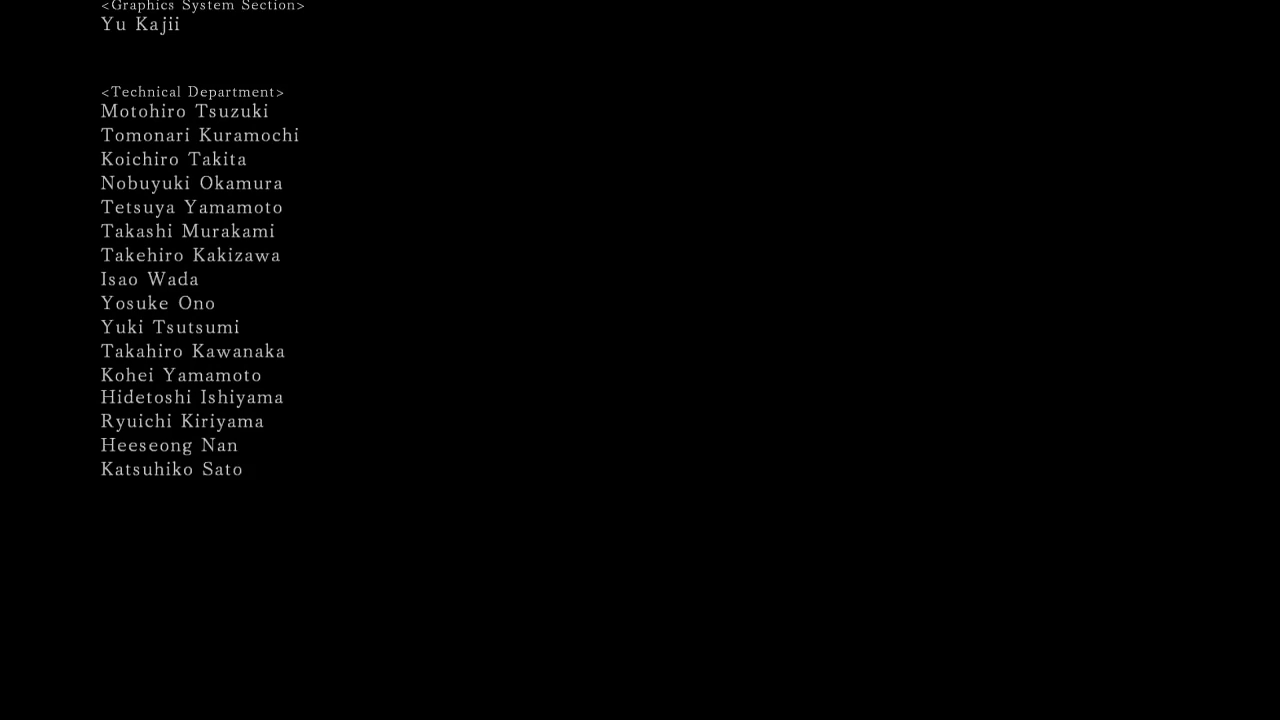 <Graphics System Section>
Yu Kajii
<Technical Department>
Motohiro Tsuzuki
Tomonari Kuramochi
Koichiro Takita
Nobuyuki Okamura
Tetsuya Yamamoto
Takashi Murakami
Takehiro Kakizawa
Isao Wada
Yosuke Ono
Yuki Tsutsumi
Takahiro Kawanaka
Kohei Yamamoto
Hidetoshi Ishiyama
Ryuichi Kiriyama
Heeseong Nan
Katsuhiko Sato